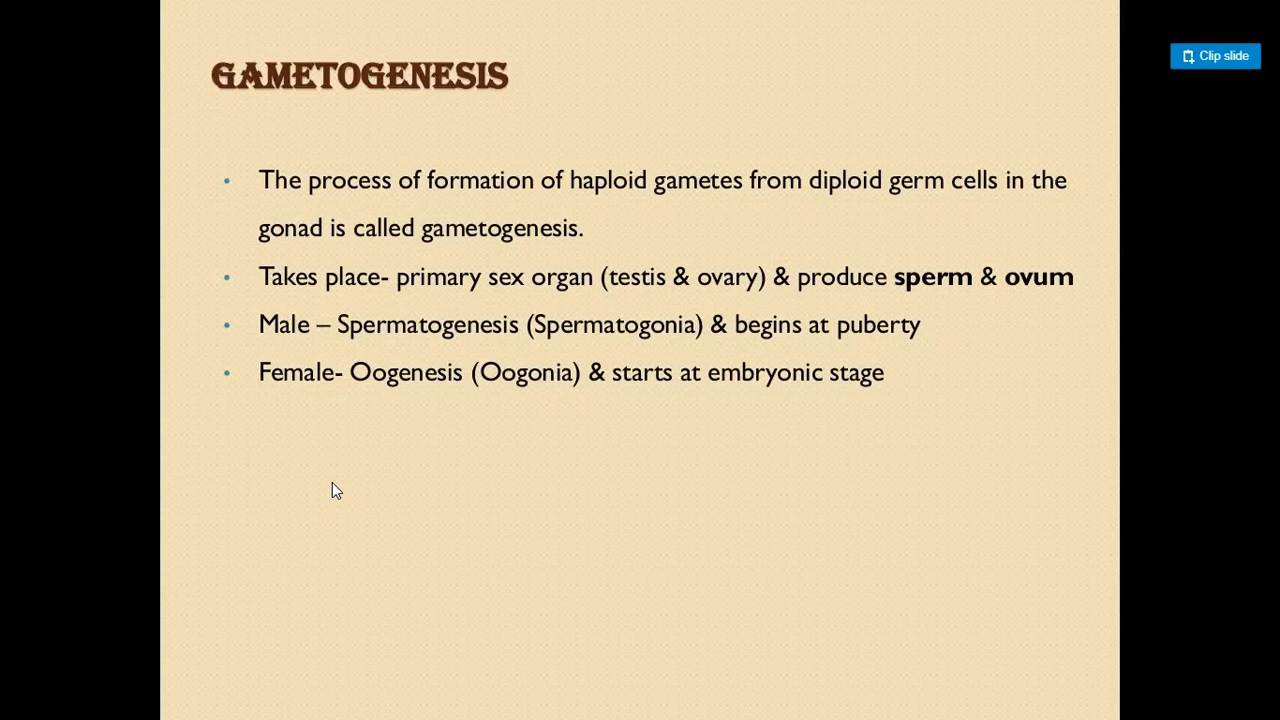 Clip slide
GAMETOGENESIS
• The process of formation of haploid gametes from diploid germ cells in the
gonad is called gametogenesis.
• Takes place- primary sex organ (testis & ovary) & produce sperm & ovum
• Male – Spermatogenesis (Spermatogonia) & begins at puberty
• Female- Oogenesis (Oogonia) & starts at embryonic stage